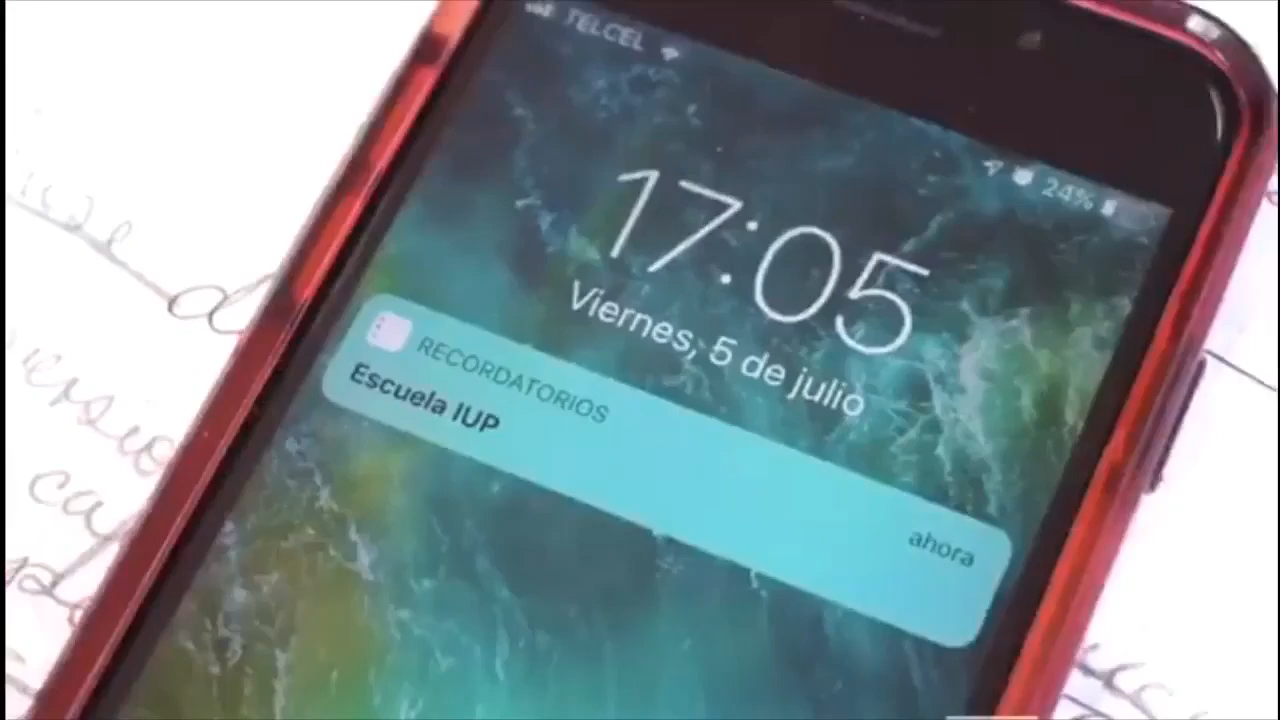 TELCEL
24%
17:05
Viernes, 5 de julio
RECORDATORIOS
Escuela IUP
ahora